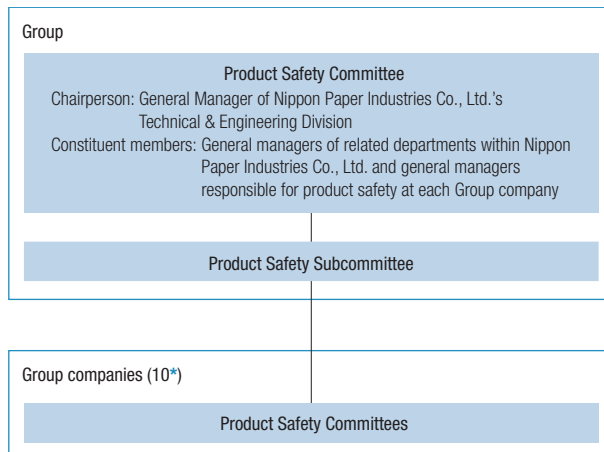 Group
Product Safety Committee
Chairperson: General Manager of Nippon Paper Industries Co., Ltd.'s
Technical & Engineering Division
Constituent members: General managers of related departments within Nippon
Paper Industries Co., Ltd. and general managers
responsible for product safety at each Group company
Product Safety Subcommittee
Group companies (10*)
Product Safety Committees